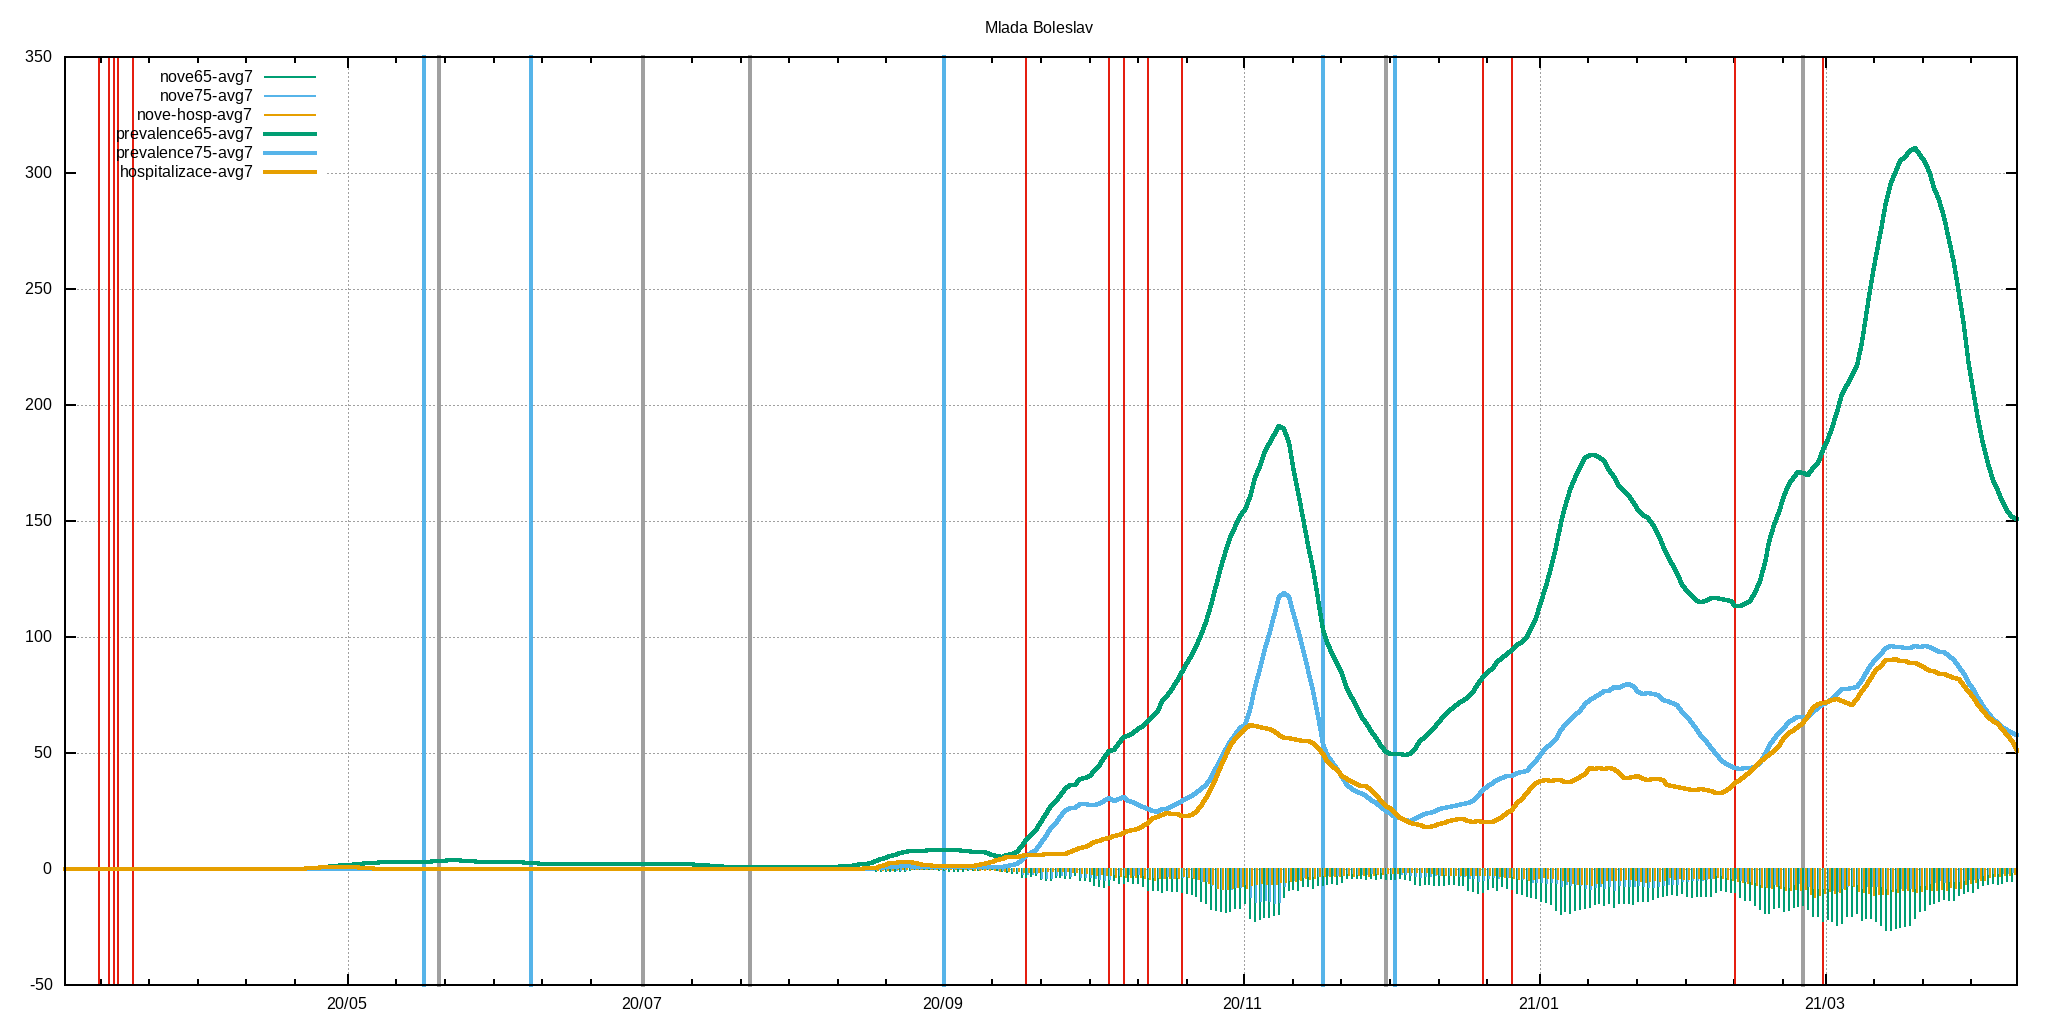 Mlada Boleslav
350
300
250
200
150
100
50
0
-50
nove65-avg7
nove75-avg7
nove-hosp-avg7
prevalence65-avg7
prevalence75-avg7
hospitalizace-avg7
20/05
20/07
20/09
20/11
21/01
21/03